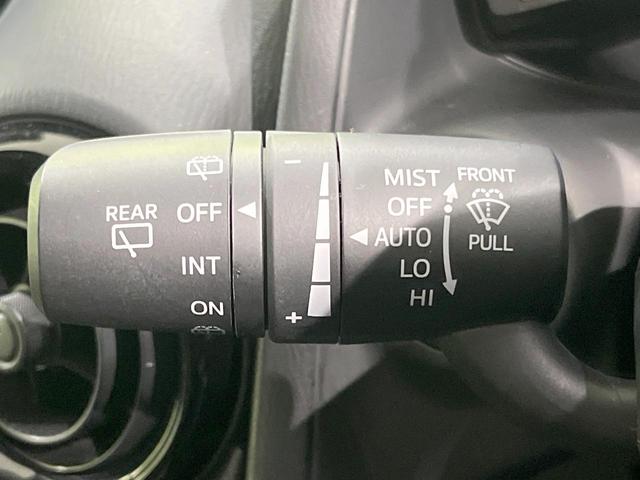 REAR
OFF
INT
ON
−
+
MIST
OFF
AUTO
LO
HI
FRONT
PULL